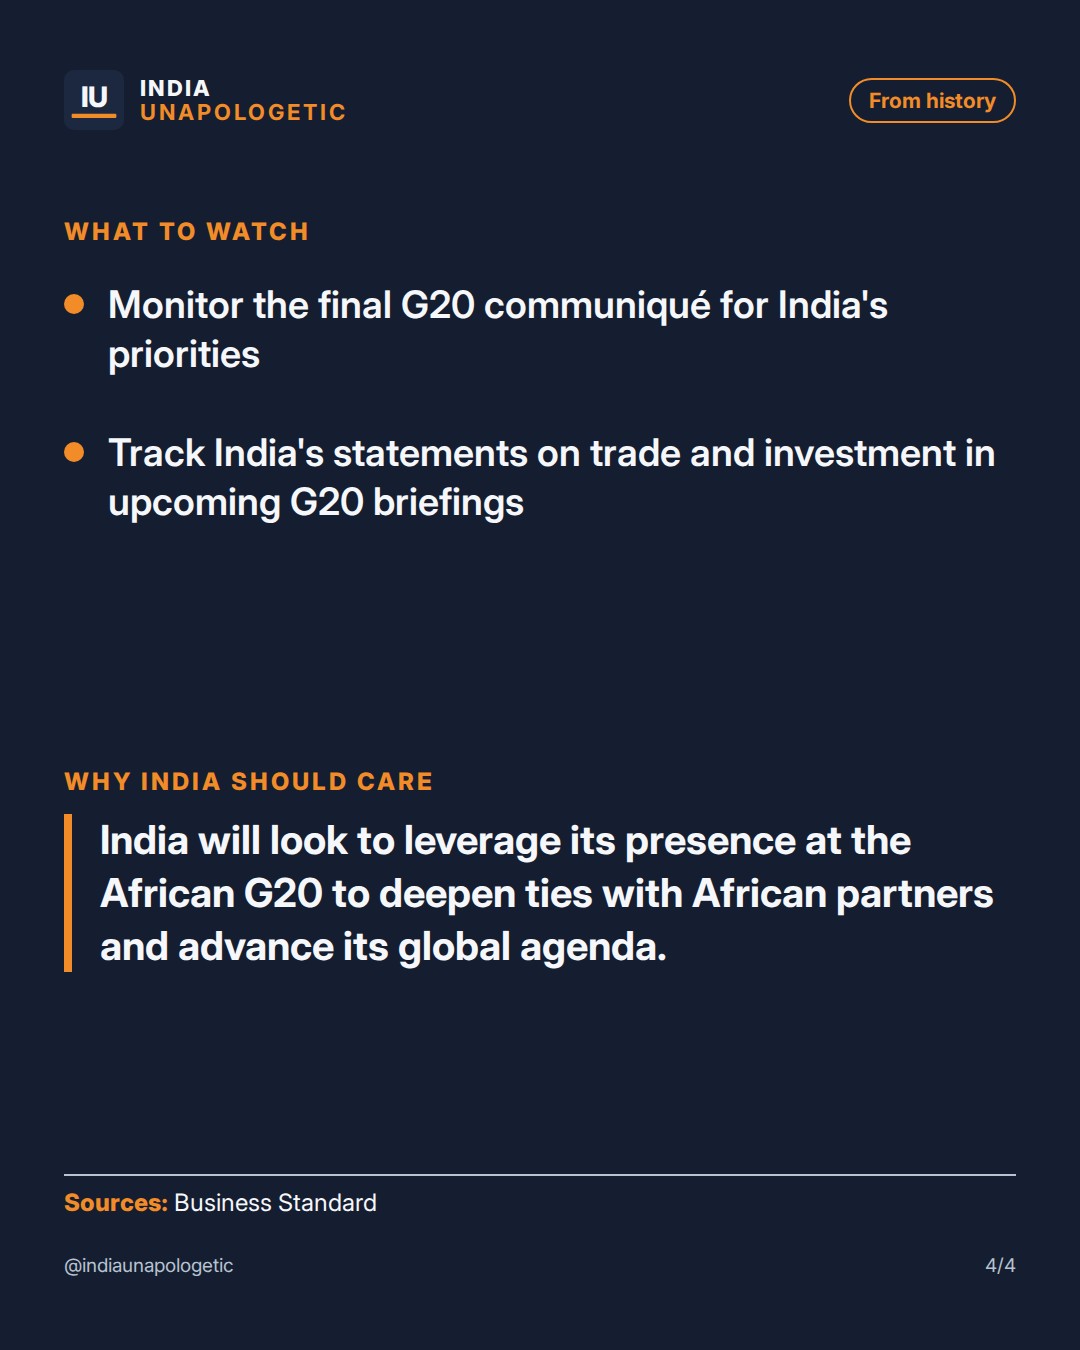 IU
INDIA
UNAPOLOGETIC
From history
WHAT TO WATCH
Monitor the final G20 communiqué for India's
priorities
Track India's statements on trade and investment in
upcoming G20 briefings
WHY INDIA SHOULD CARE
India will look to leverage its presence at the
African G20 to deepen ties with African partners
and advance its global agenda.
Sources: Business Standard
@indiaunapologetic
4/4